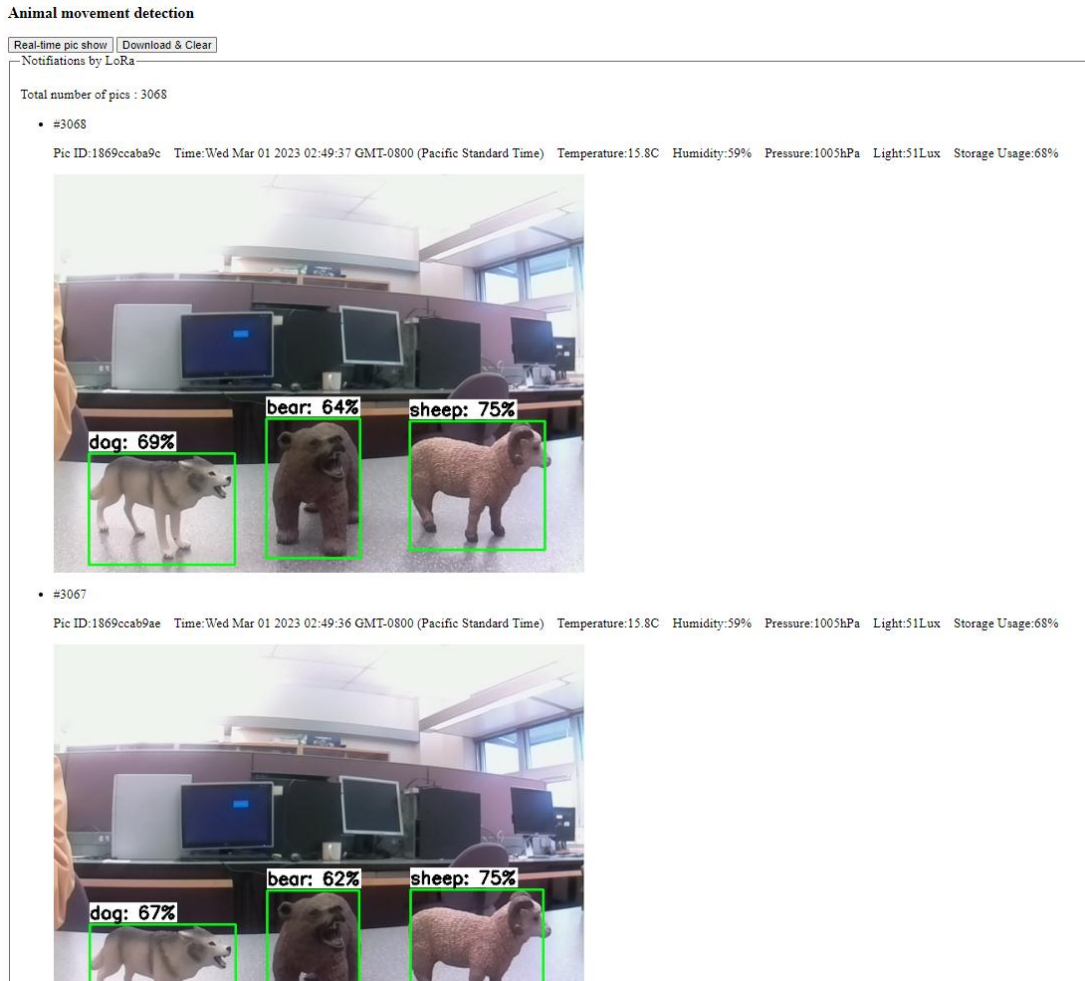 Animal movement detection
Real-time pic show Download & Clear
Notifiations by LoRa
Total number of pics : 3068
#3068
Pic ID:1869ccaba9c Time:Wed Mar 01 2023 02:49:37 GMT-0800 (Pacific Standard Time) Temperature:15.8C Humidity:59% Pressure:1005hPa Light:51Lux Storage Usage:68%
bear: 64%
sheep: 75%
dog: 69%
#3067
Pic ID:1869ccab9ae Time:Wed Mar 01 2023 02:49:36 GMT-0800 (Pacific Standard Time) Temperature:15.8C Humidity:59% Pressure:1005hPa Light:51Lux Storage Usage:68%
bear: 62%
sheep: 75%
dog: 67%